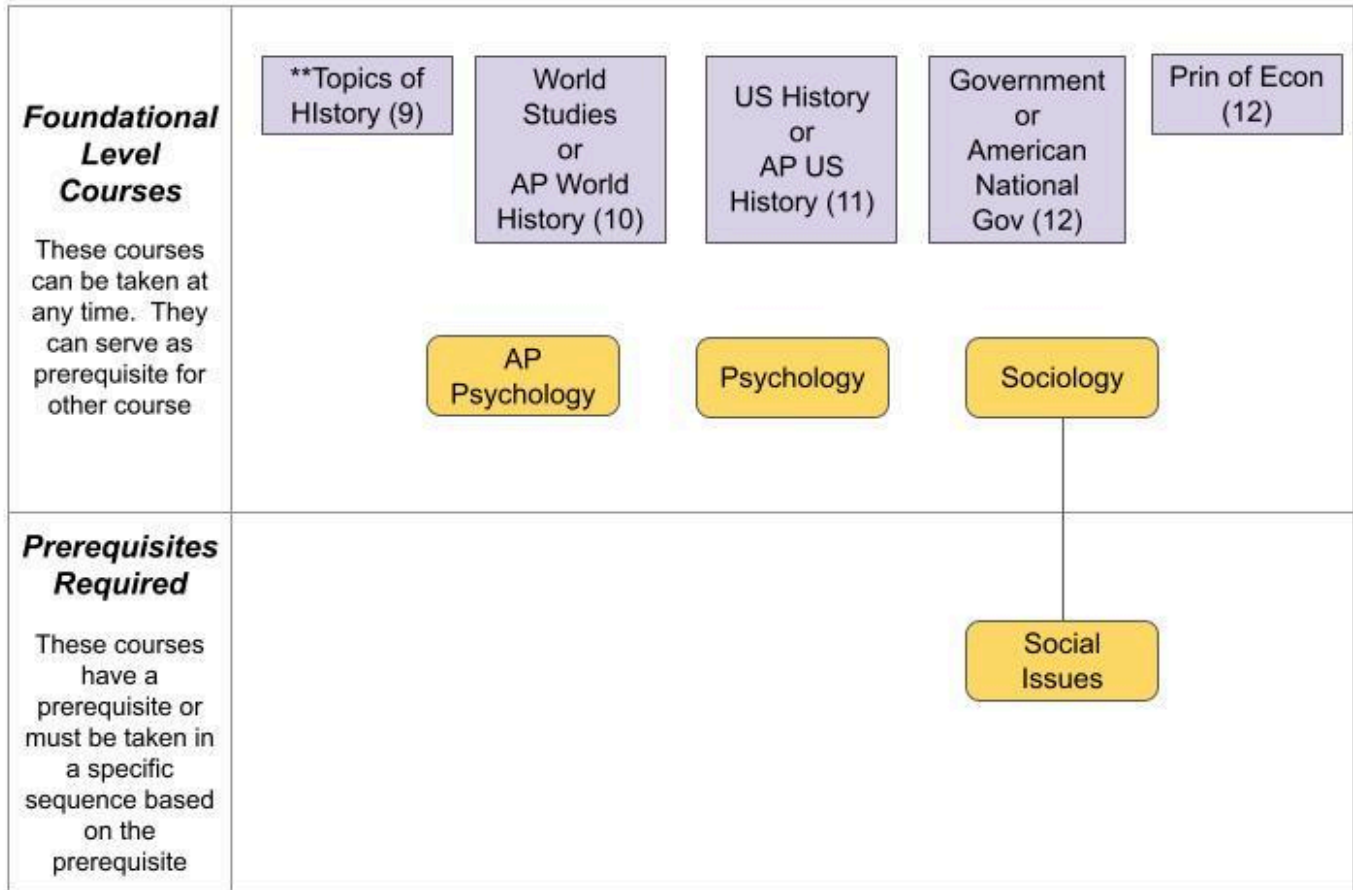 Foundational
Level
Courses
These courses
can be taken at
any time.  They
can serve as
prerequisite for
other course
**Topics of
HIstory (9)
World
Studies
or
AP World
History (10)
US History
or
AP US
History (11)
Government
or
American
National
Gov (12)
Prin of Econ
(12)
AP
Psychology
Psychology
Sociology
Prerequisites
Required
These courses
have a
prerequisite or
must be taken in
a specific
sequence based
on the
prerequisite
Social
Issues